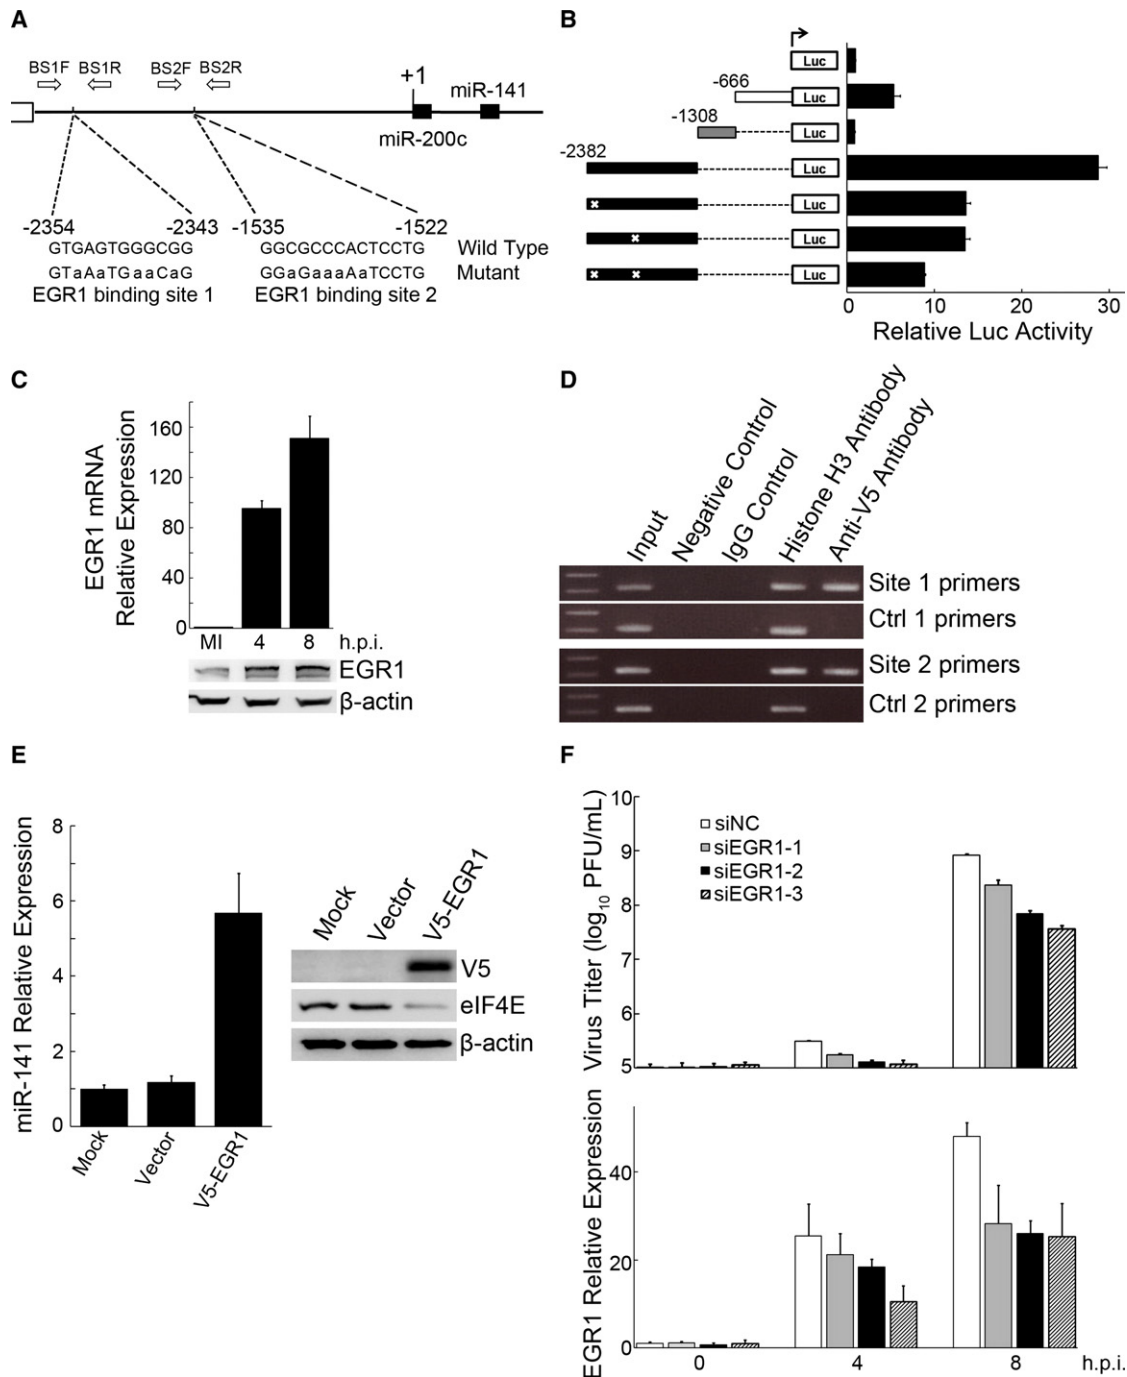 A
BS1F BS1R BS2F BS2R
+1
miR-141
miR-200c
-2354 -2343 -1535 -1522
GTGAGTGGGCGG GGCGCCCACTCCTG Wild Type
GTaAaTGaaCaG GGaGaaaAaTCCTG Mutant
EGR1 binding site 1 EGR1 binding site 2
B
Luc
-666
Luc
-1308
Luc
-2382
Luc
Luc
Luc
Luc
0 10 20 30
Relative Luc Activity
C
EGR1 mRNA
Relative Expression
160
120
80
40
0
MI 4 8 h.p.i.
EGR1
β-actin
D
Input
Negative Control
IgG Control
Histone H3 Antibody
Anti-V5 Antibody
Site 1 primers
Ctrl 1 primers
Site 2 primers
Ctrl 2 primers
E
miR-141 Relative Expression
8
6
4
2
0
Mock
Vector
V5-EGR1
Mock
Vector
V5-EGR1
V5
eIF4E
β-actin
F
Virus Titer (log10 PFU/mL)
10
9
8
7
6
5
siNC
siEGR1-1
siEGR1-2
siEGR1-3
EGR1 Relative Expression
40
20
0
0 4 8 h.p.i.